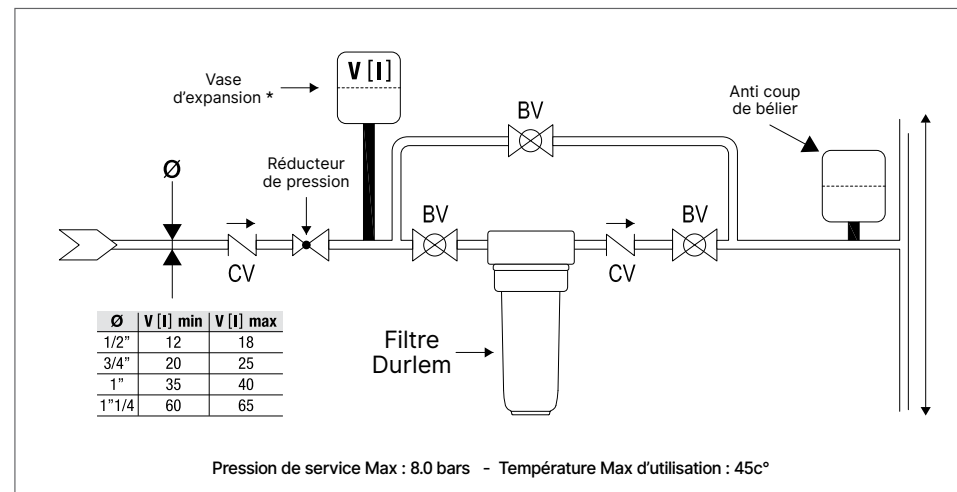 V [l]
Vase
d’expansion *
Anti coup
de bélier
BV
Ø
Réducteur
de pression
BV
BV
CV
CV
Ø V [l] min V [l] max
1/2” 12 18
3/4” 20 25
1” 35 40
1”1/4 60 65
Filtre
Durlem
Pression de service Max : 8.0 bars - Température Max d’utilisation : 45c°